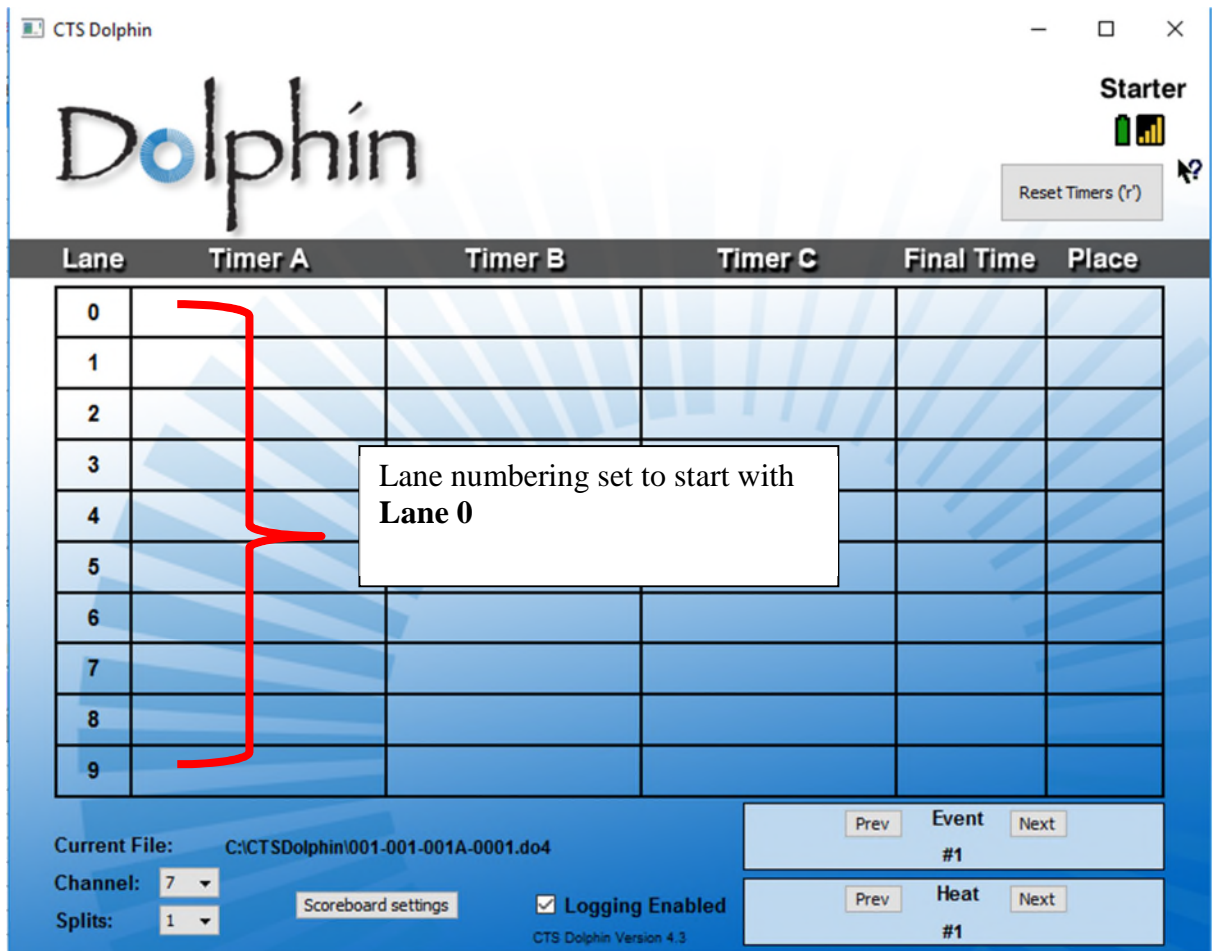 CTS Dolphin
Dolphin
Starter
Reset Timers ('r')
Lane Timer A Timer B Timer C Final Time Place
0
1
2
3
4
5
6
7
8
9
Lane numbering set to start with
Lane 0
Current File: C:\CTSDolphin\001-001-001A-0001.do4
Channel: 7
Splits: 1
Scoreboard settings
Logging Enabled
CTS Dolphin Version 4.3
Prev Event Next
#1
Prev Heat Next
#1